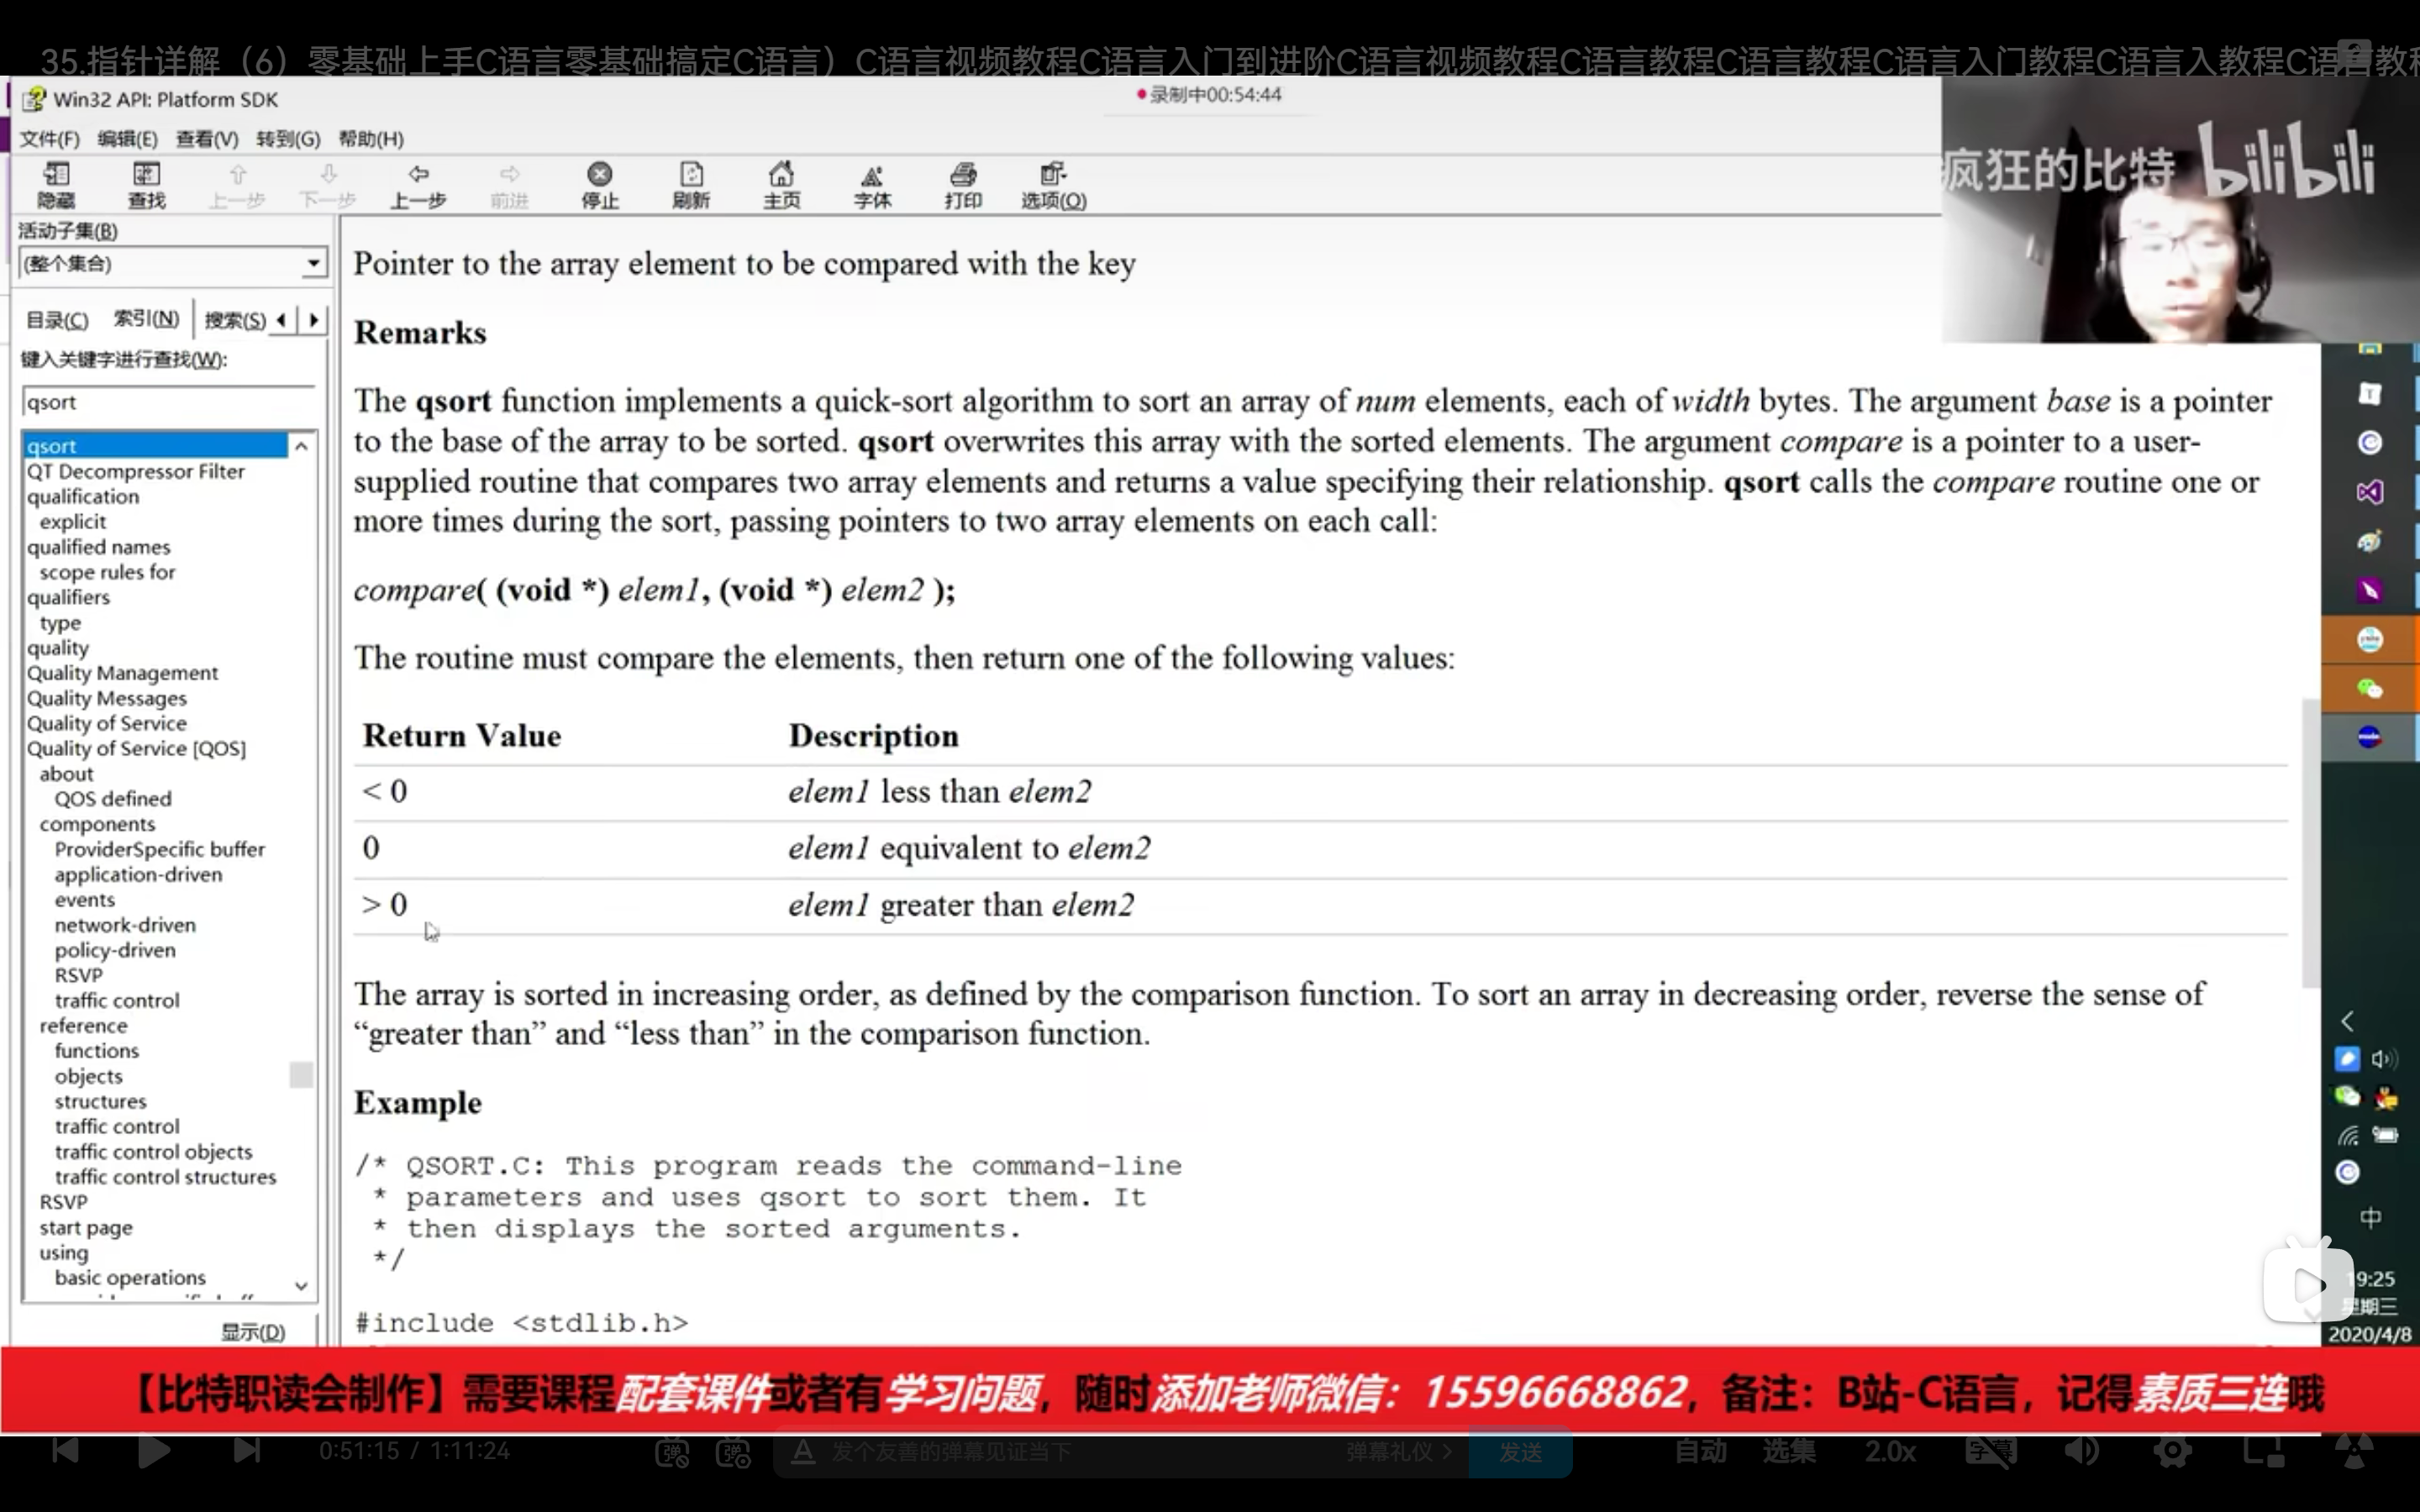 35.指针详解（6）零基础上手C语言零基础搞定C语言）C语言视频教程C语言入门到进阶C语言视频教程C语言教程C语言教程C语言入门教程C语言入教程C语言教程
Win32 API: Platform SDK
录制中00:54:44
文件(F) 编辑(E) 查看(V) 转到(G) 帮助(H)
隐藏 查找 上一步 下一步 上一步 前进 停止 刷新 主页 字体 打印 选项(O)
疯狂的比特 bilibili
活动子集(B)
(整个集合)
目录(C) 索引(N) 搜索(S)
键入关键字进行查找(W):
qsort
qsort
QT Decompressor Filter
qualification
explicit
qualified names
scope rules for
qualifiers
type
quality
Quality Management
Quality Messages
Quality of Service
Quality of Service [QOS]
about
QOS defined
components
ProviderSpecific buffer
application-driven
events
network-driven
policy-driven
RSVP
traffic control
reference
functions
objects
structures
traffic control
traffic control objects
traffic control structures
RSVP
start page
using
basic operations
显示(D)
Pointer to the array element to be compared with the key
Remarks
The qsort function implements a quick-sort algorithm to sort an array of num elements, each of width bytes. The argument base is a pointer
to the base of the array to be sorted. qsort overwrites this array with the sorted elements. The argument compare is a pointer to a user-
supplied routine that compares two array elements and returns a value specifying their relationship. qsort calls the compare routine one or
more times during the sort, passing pointers to two array elements on each call:
compare( (void *) elem1, (void *) elem2 );
The routine must compare the elements, then return one of the following values:
Return Value Description
< 0 elem1 less than elem2
0 elem1 equivalent to elem2
> 0 elem1 greater than elem2
The array is sorted in increasing order, as defined by the comparison function. To sort an array in decreasing order, reverse the sense of
“greater than” and “less than” in the comparison function.
Example
/* QSORT.C: This program reads the command-line
* parameters and uses qsort to sort them. It
* then displays the sorted arguments.
*/
#include <stdlib.h>
中
19:25
星期三
2020/4/8
【比特职读会制作】需要课程配套课件或者有学习问题，随时添加老师微信：15596668862，备注：B站-C语言，记得素质三连哦
0:51:15 / 1:11:24
弹 弹
A 发个友善的弹幕见证当下 弹幕礼仪 > 发送
自动 选集 2.0x 字幕